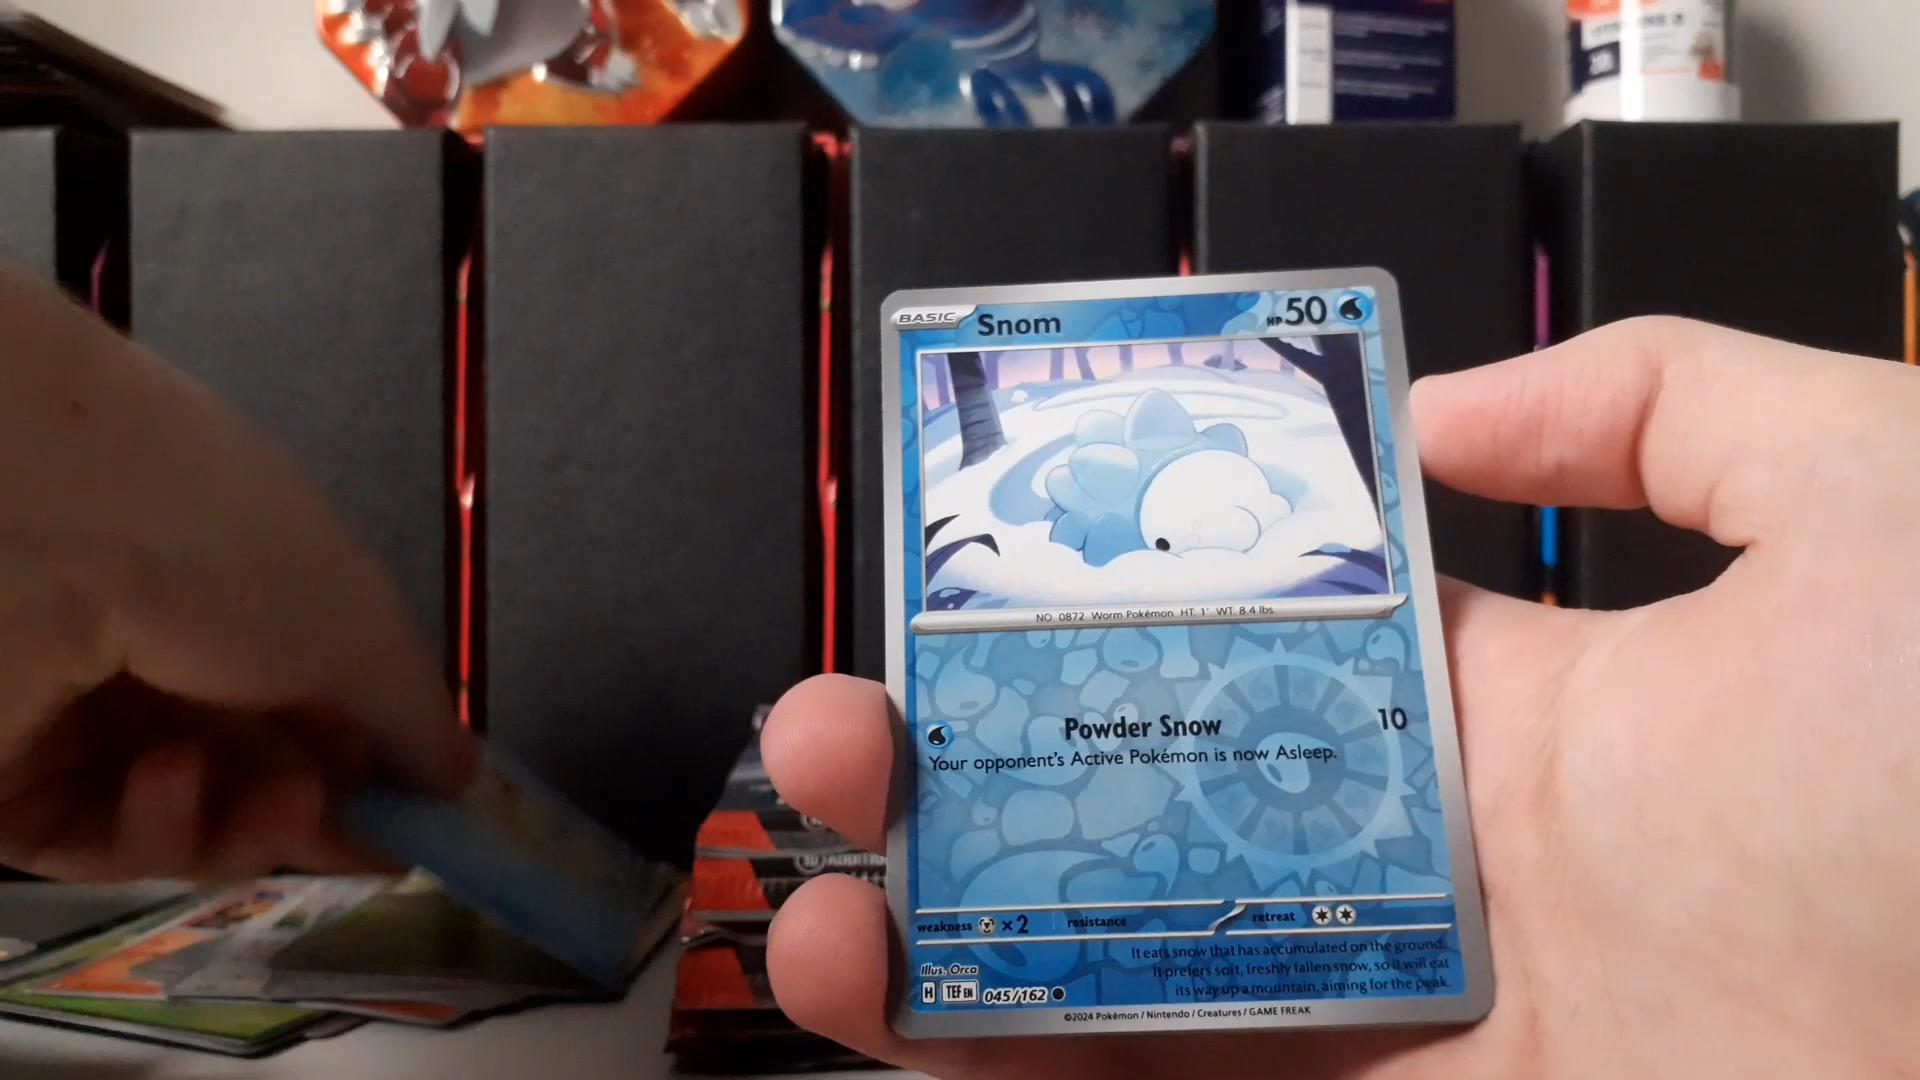 BASIC Snom HP 50
NO. 0872 Worm Pokémon HT: 1' WT: 8.4 lbs.
Powder Snow 10
Your opponent's Active Pokémon is now Asleep.
weakness ×2 resistance retreat
It eats snow that has accumulated on the ground.
It prefers soft, freshly fallen snow, so it will eat
its way up a mountain, aiming for the peak.
Illus. Orca
H TEF EN 045/162
©2024 Pokémon / Nintendo / Creatures / GAME FREAK